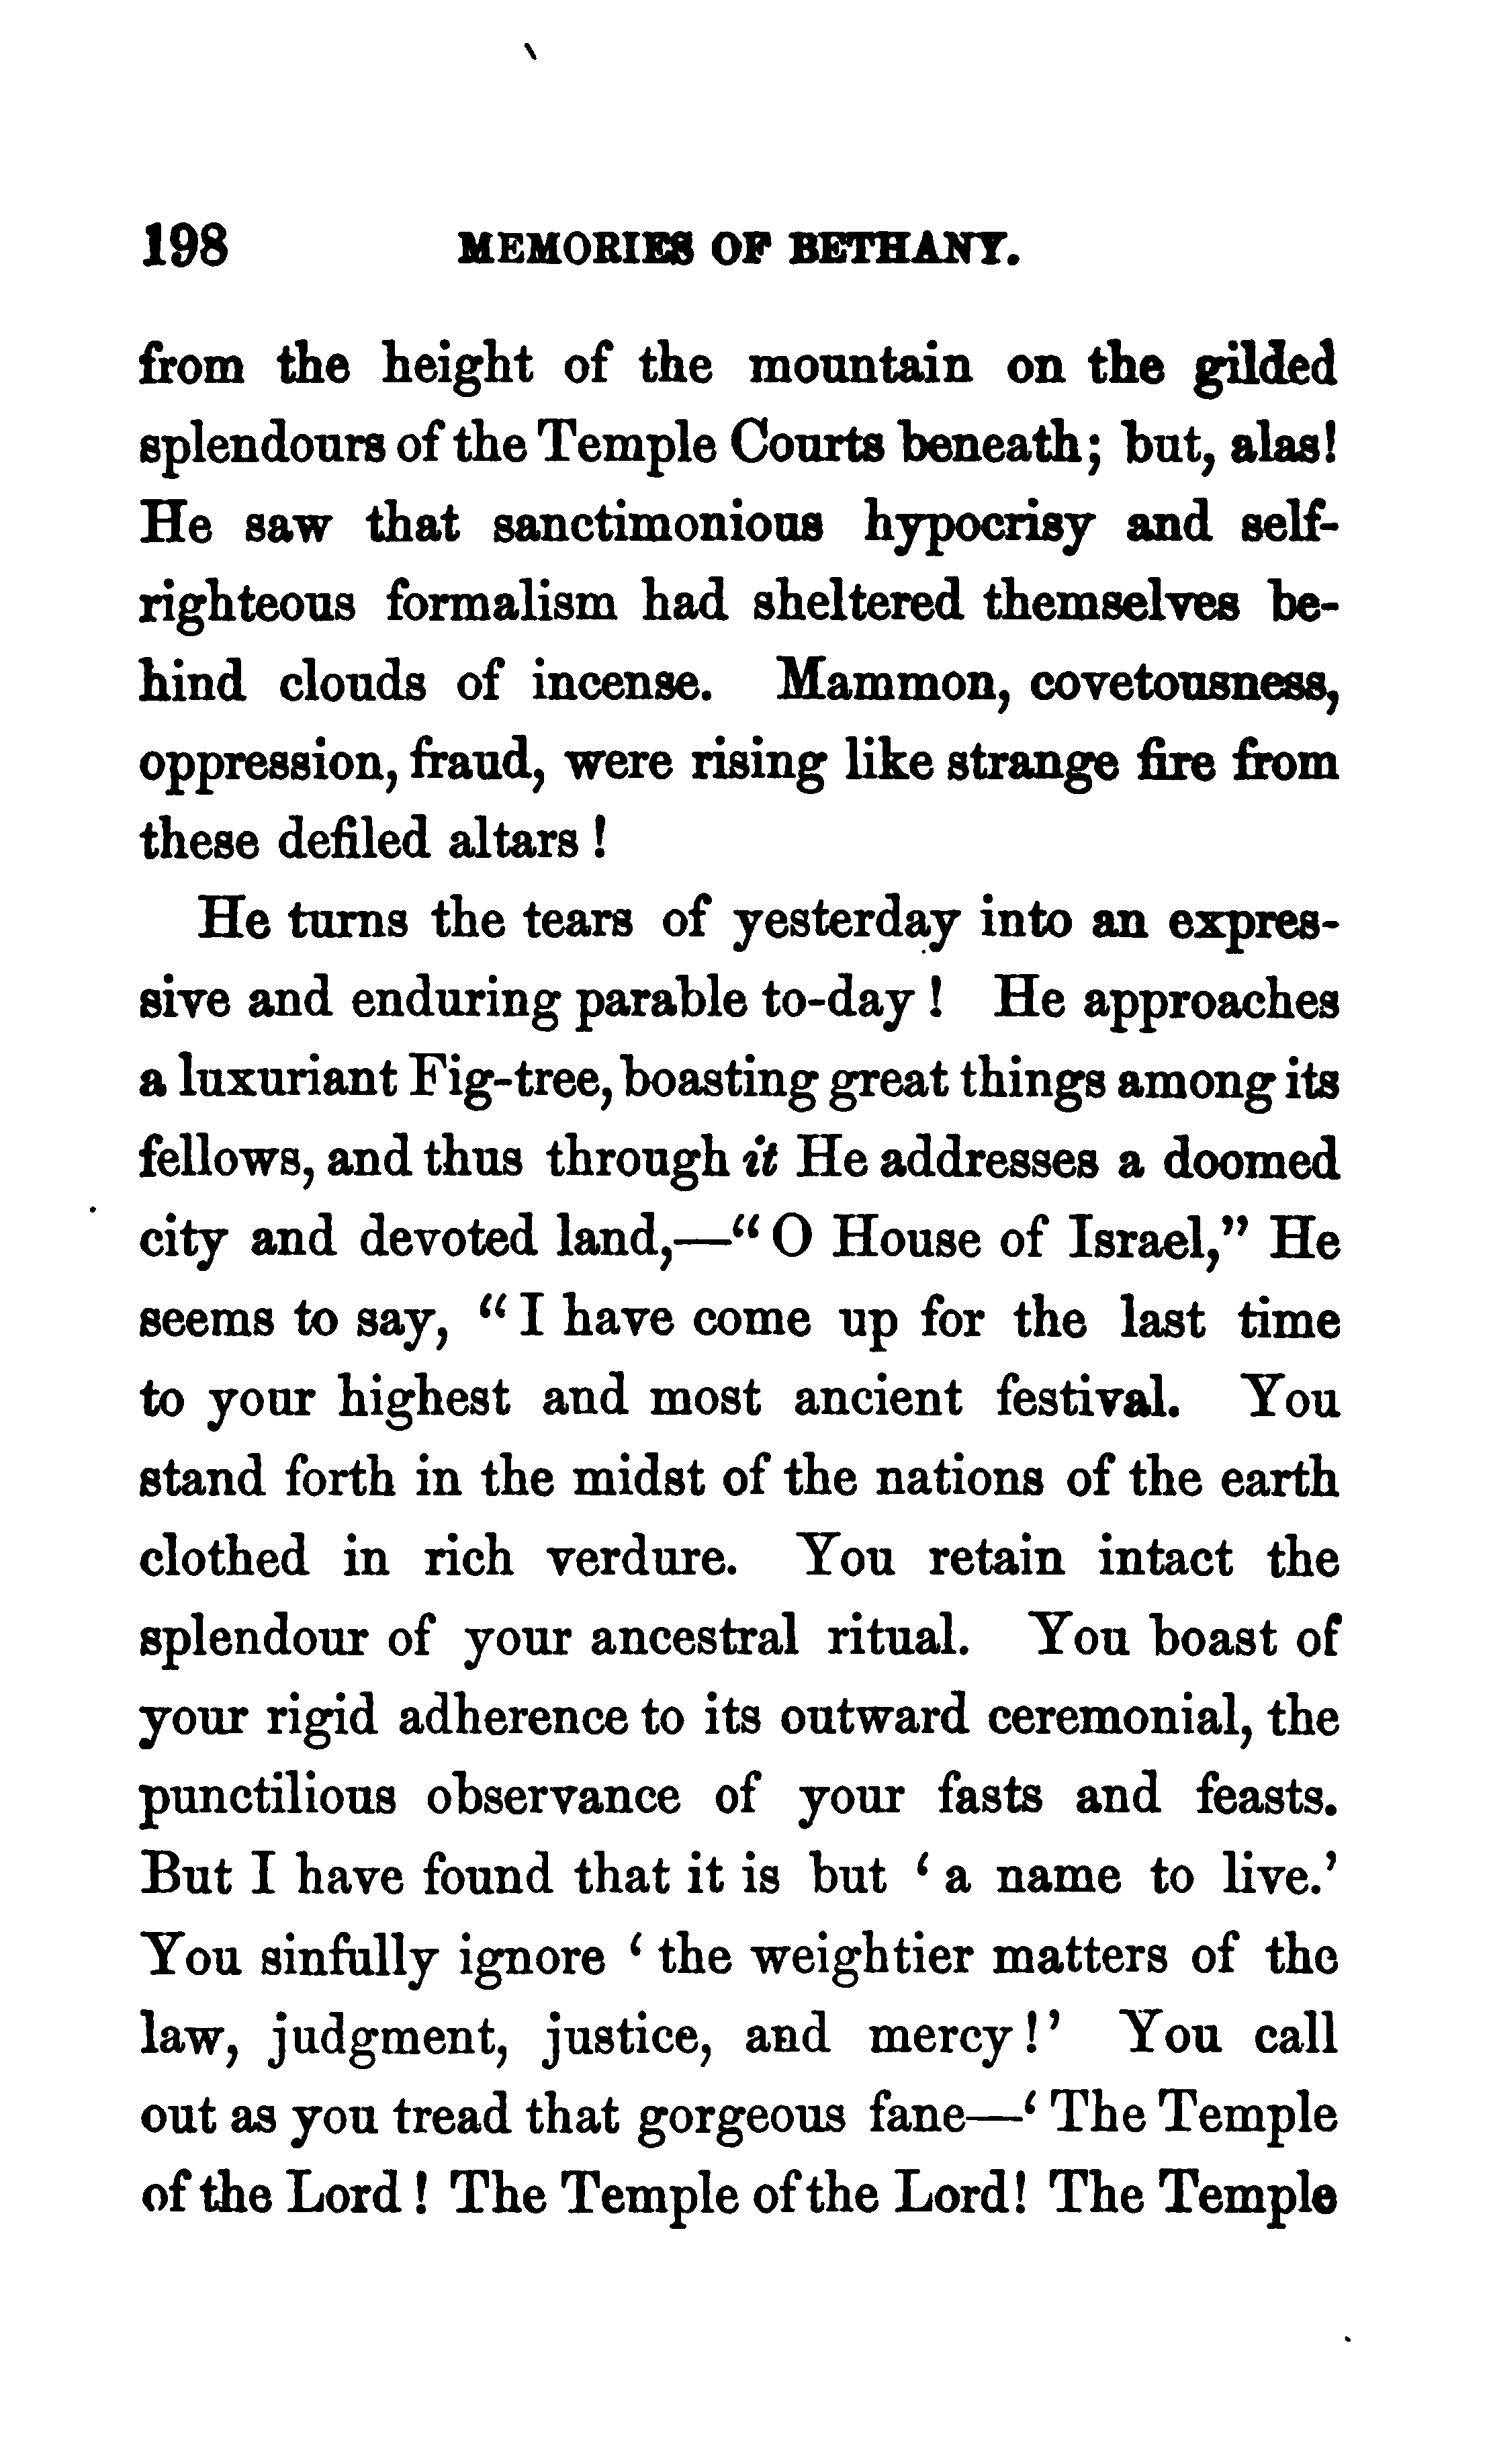 198 MEMORIES OF BETHANY.
from the height of the mountain on the gilded
splendours of the Temple Courts beneath; but, alas!
He saw that sanctimonious hypocrisy and self-
righteous formalism had sheltered themselves be-
hind clouds of incense. Mammon, covetousness,
oppression, fraud, were rising like strange fire from
these defiled altars !
He turns the tears of yesterday into an expres-
sive and enduring parable to-day ! He approaches
a luxuriant Fig-tree, boasting great things among its
fellows, and thus through it He addresses a doomed
city and devoted land,—“ O House of Israel,” He
seems to say, “ I have come up for the last time
to your highest and most ancient festival. You
stand forth in the midst of the nations of the earth
clothed in rich verdure. You retain intact the
splendour of your ancestral ritual. You boast of
your rigid adherence to its outward ceremonial, the
punctilious observance of your fasts and feasts.
But I have found that it is but ‘ a name to live.’
You sinfully ignore ‘ the weightier matters of the
law, judgment, justice, and mercy !’ You call
out as you tread that gorgeous fane—‘ The Temple
of the Lord ! The Temple of the Lord! The Temple